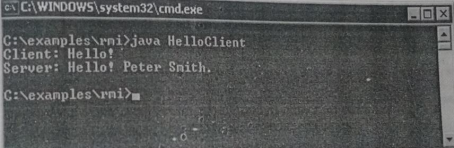 C:\WINDOWS\system32\cmd.exe
C:\examples\rmi>java HelloClient
Client: Hello!
Server: Hello! Peter Smith.
C:\examples\rmi>